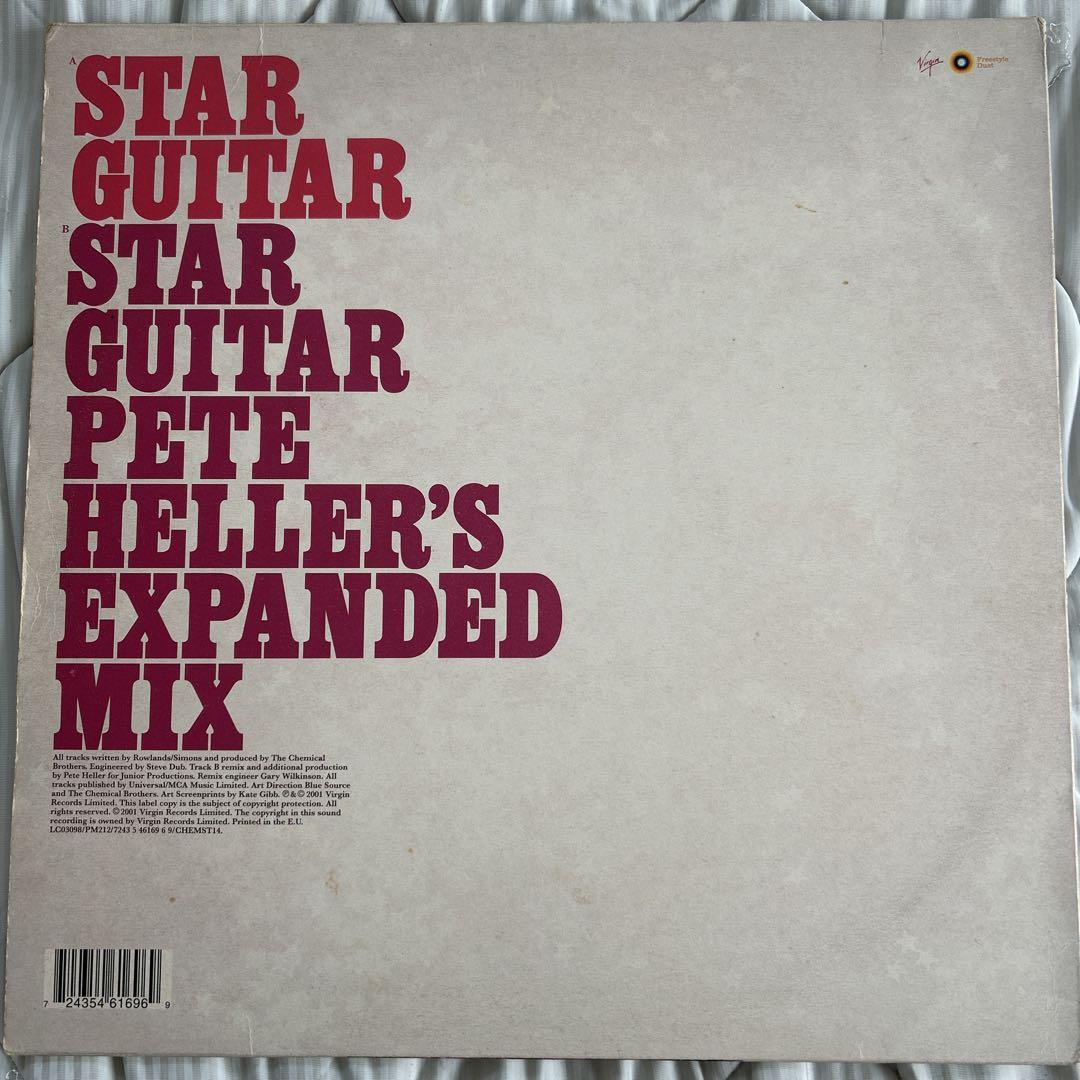 A
STAR
GUITAR
B
STAR
GUITAR
PETE
HELLER’S
EXPANDED
MIX
All tracks written by Rowlands/Simons and produced by The Chemical
Brothers. Engineered by Steve Dub. Track B remix and additional production
by Pete Heller for Junior Productions. Remix engineer Gary Wilkinson. All
tracks published by Universal/MCA Music Limited. Art Direction Blue Source
and The Chemical Brothers. Art Screenprints by Kate Gibb. ℗&© 2001 Virgin
Records Limited. This label copy is the subject of copyright protection. All
rights reserved. ©2001 Virgin Records Limited. The copyright in this sound
recording is owned by Virgin Records Limited. Printed in the E.U.
LC03098/PM212/7243 5 46169 6 9/CHEMST14.
Virgin
Freestyle
Dust
7 24354 61696 9